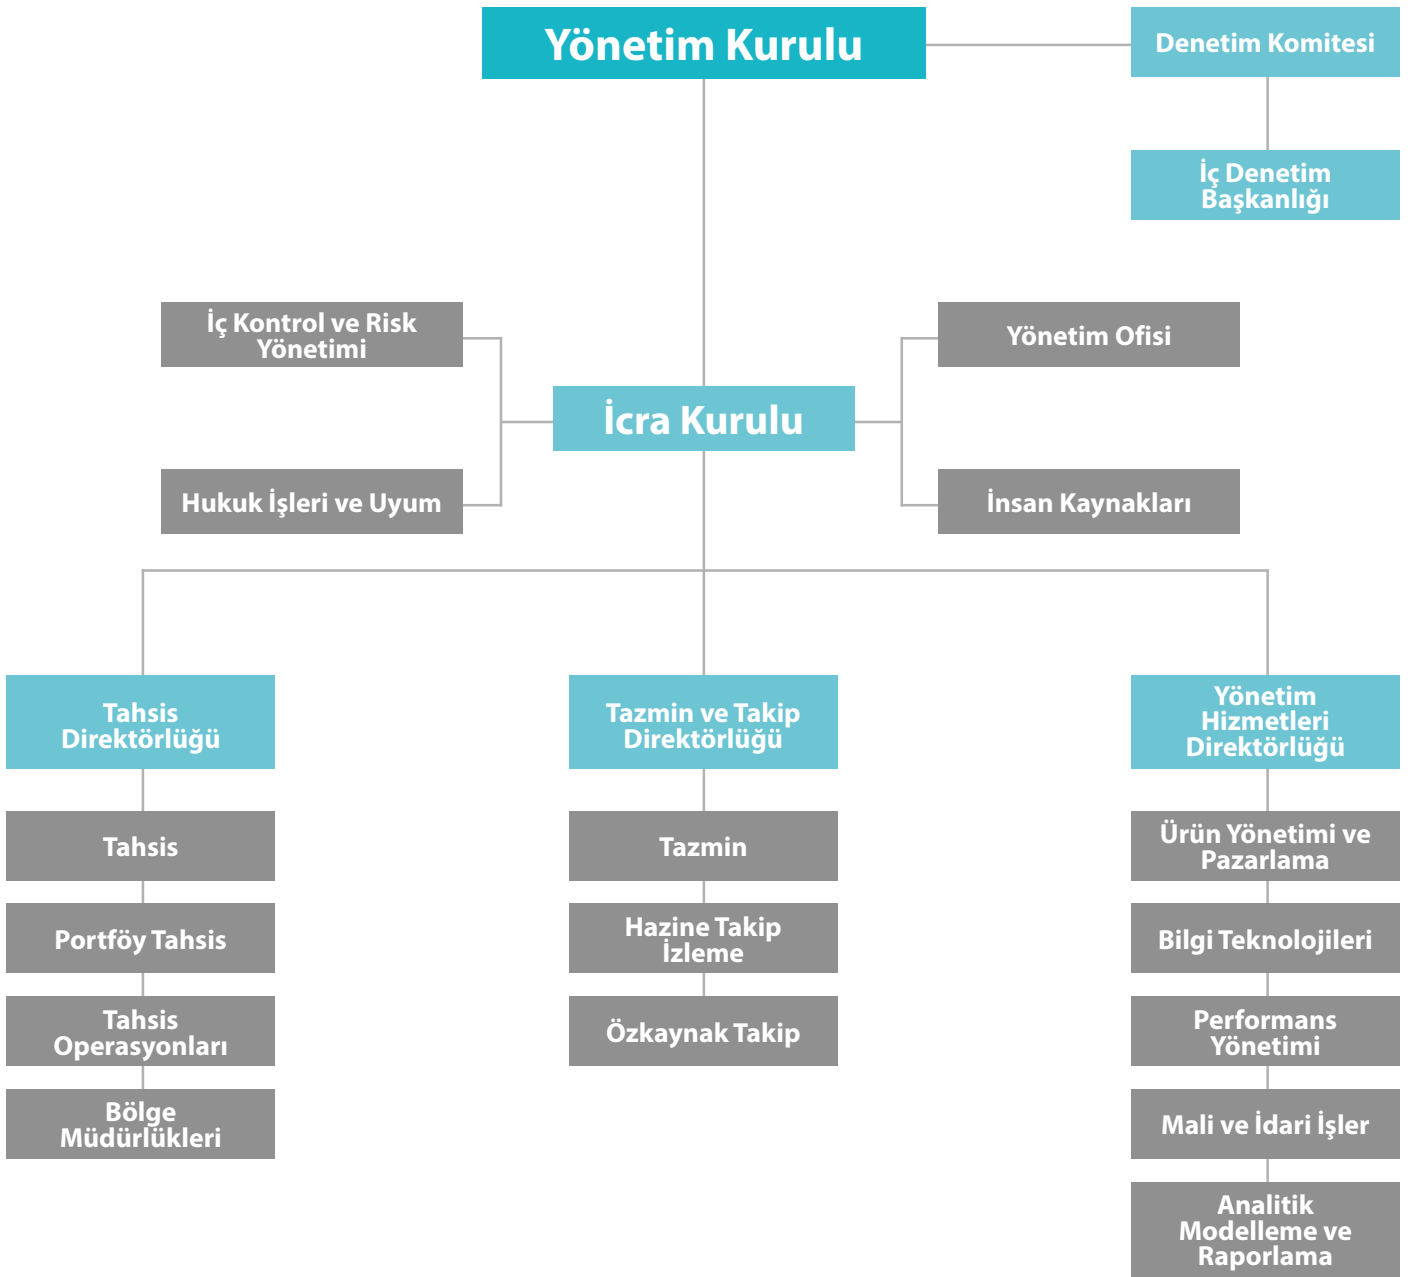 Yönetim Kurulu
Denetim Komitesi
İç Denetim
Başkanlığı
İç Kontrol ve Risk
Yönetimi
Yönetim Ofisi
İcra Kurulu
Hukuk İşleri ve Uyum
İnsan Kaynakları
Tahsis
Direktörlüğü
Tazmin ve Takip
Direktörlüğü
Yönetim
Hizmetleri
Direktörlüğü
Tahsis
Portföy Tahsis
Tahsis
Operasyonları
Bölge
Müdürlükleri
Tazmin
Hazine Takip
İzleme
Özkaynak Takip
Ürün Yönetimi ve
Pazarlama
Bilgi Teknolojileri
Performans
Yönetimi
Mali ve İdari İşler
Analitik
Modelleme ve
Raporlama